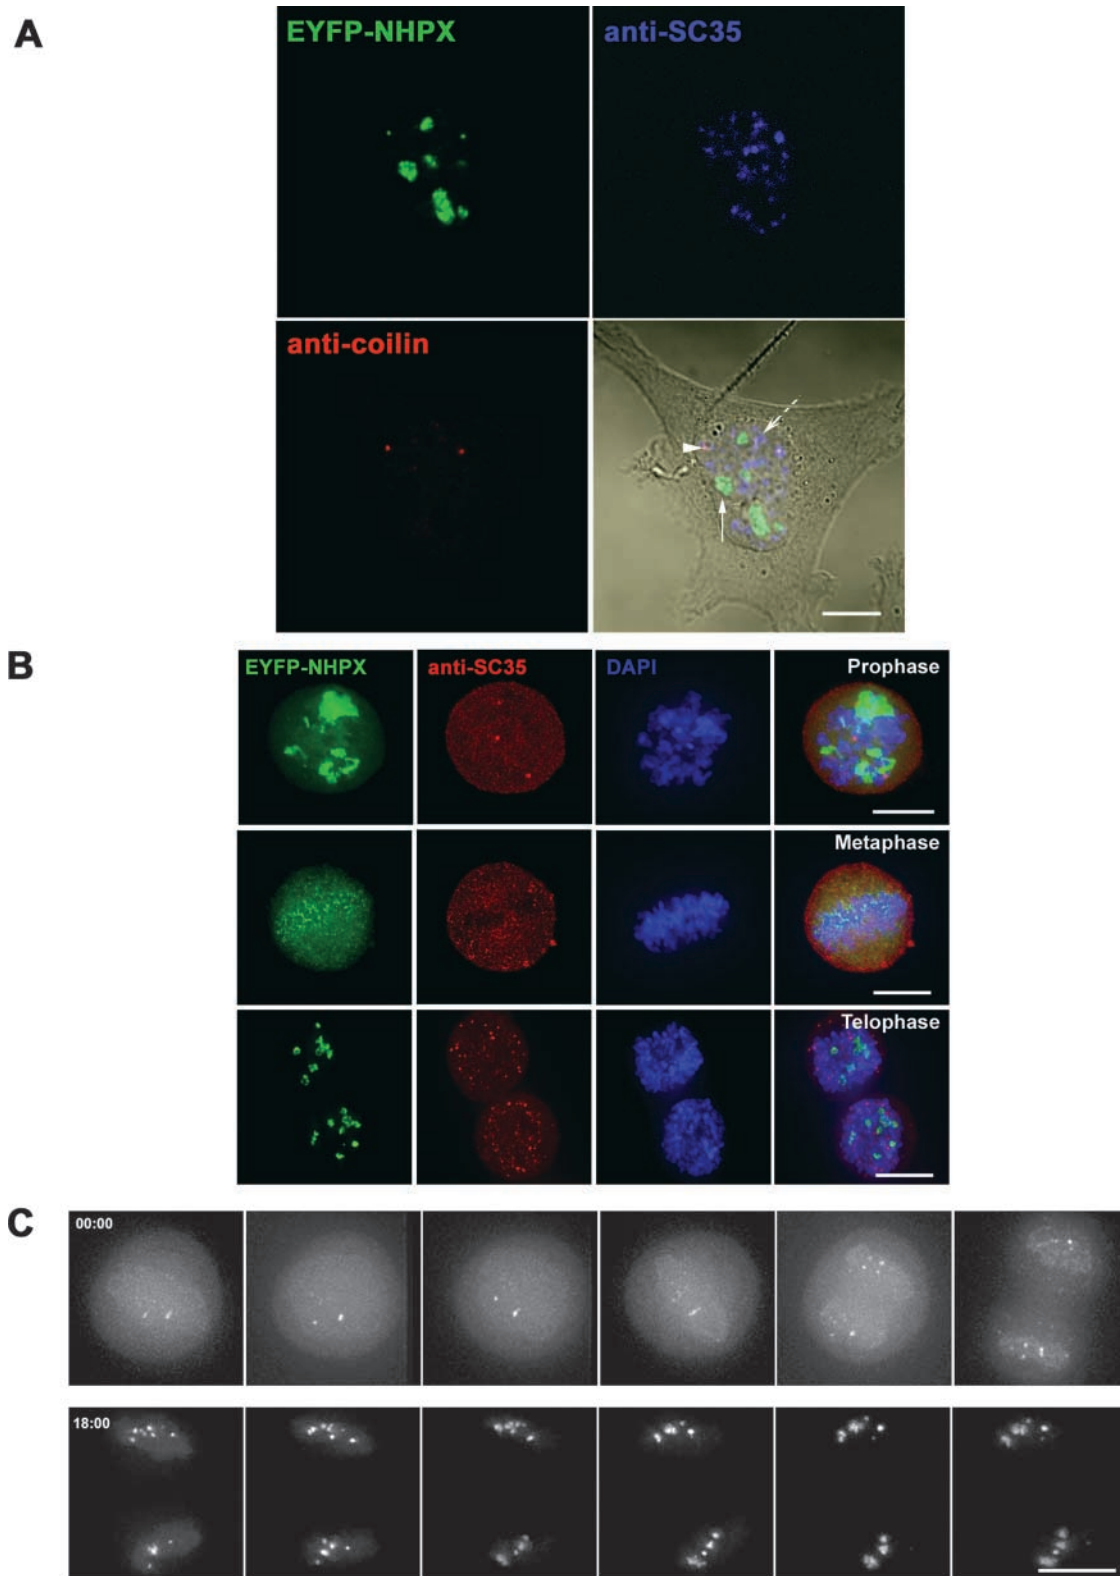 A
EYFP-NHPX
anti-SC35
anti-coilin
B
EYFP-NHPX
anti-SC35
DAPI
Prophase
Metaphase
Telophase
C
00:00
18:00